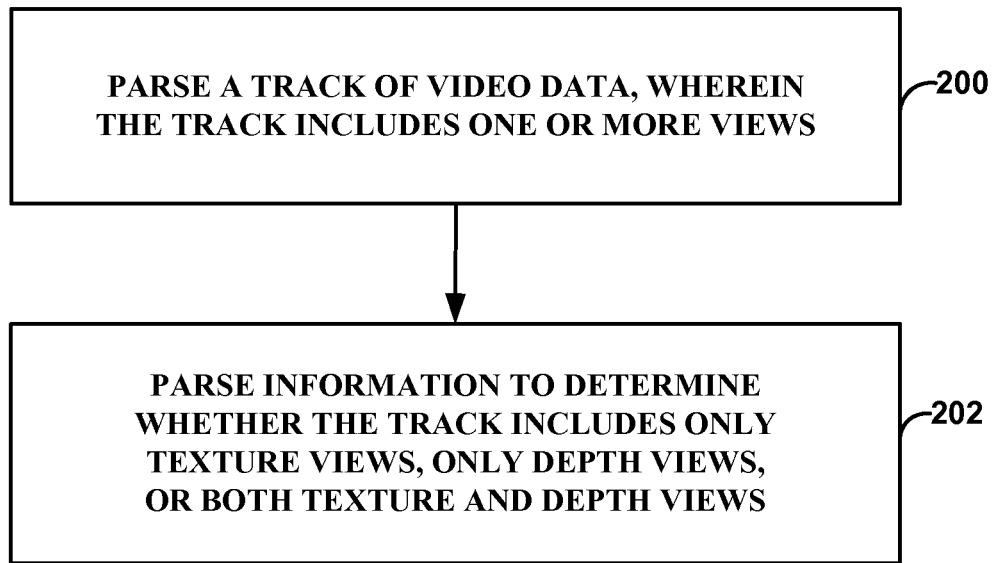 PARSE A TRACK OF VIDEO DATA, WHEREIN
THE TRACK INCLUDES ONE OR MORE VIEWS
200
PARSE INFORMATION TO DETERMINE
WHETHER THE TRACK INCLUDES ONLY
TEXTURE VIEWS, ONLY DEPTH VIEWS,
OR BOTH TEXTURE AND DEPTH VIEWS
202